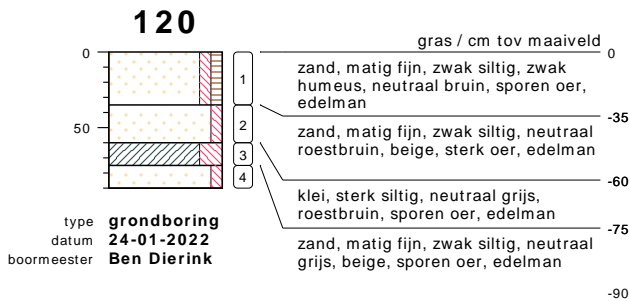 120
gras / cm tov maaiveld
0
0
1
zand, matig fijn, zwak siltig, zwak
humeus, neutraal bruin, sporen oer,
edelman
-35
50
2
zand, matig fijn, zwak siltig, neutraal
roestbruin, beige, sterk oer, edelman
-60
3
klei, sterk siltig, neutraal grijs,
roestbruin, sporen oer, edelman
-75
4
zand, matig fijn, zwak siltig, neutraal
grijs, beige, sporen oer, edelman
-90
type grondboring
datum 24-01-2022
boormeester Ben Dierink